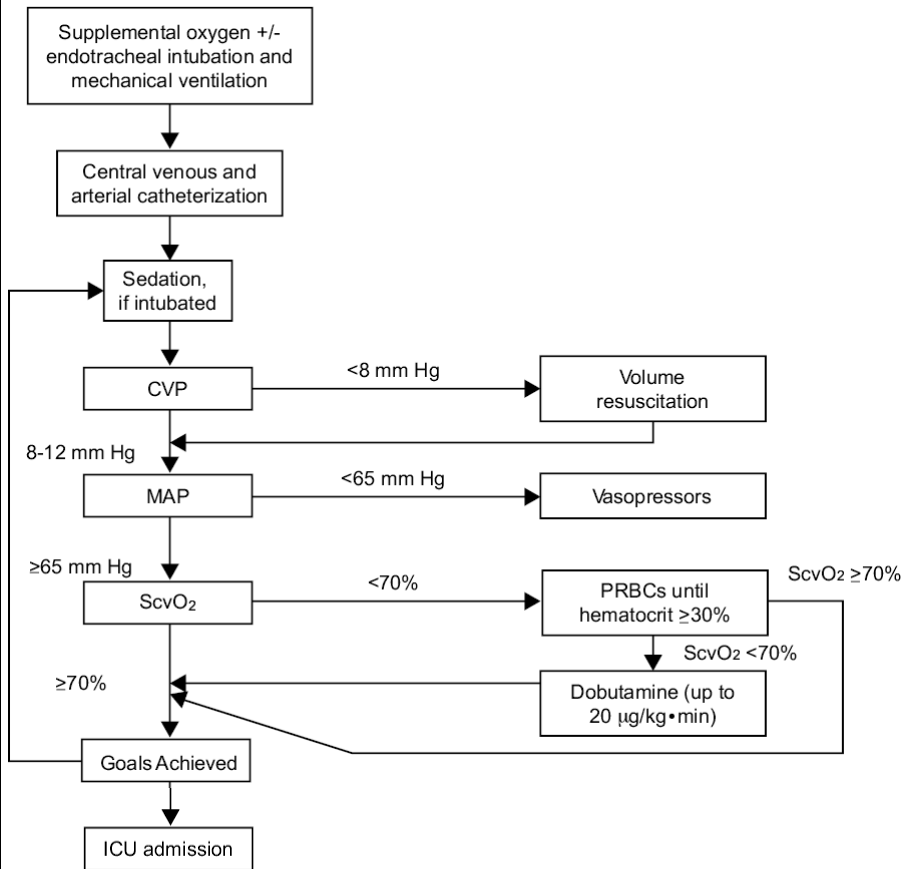 Supplemental oxygen +/-
endotracheal intubation and
mechanical ventilation
Central venous and
arterial catheterization
Sedation,
if intubated
CVP
<8 mm Hg
Volume
resuscitation
8-12 mm Hg
MAP
<65 mm Hg
Vasopressors
≥65 mm Hg
ScvO₂
<70%
PRBCs until
hematocrit ≥30%
ScvO₂ ≥70%
ScvO₂ <70%
≥70%
Dobutamine (up to
20 μg/kg•min)
Goals Achieved
ICU admission